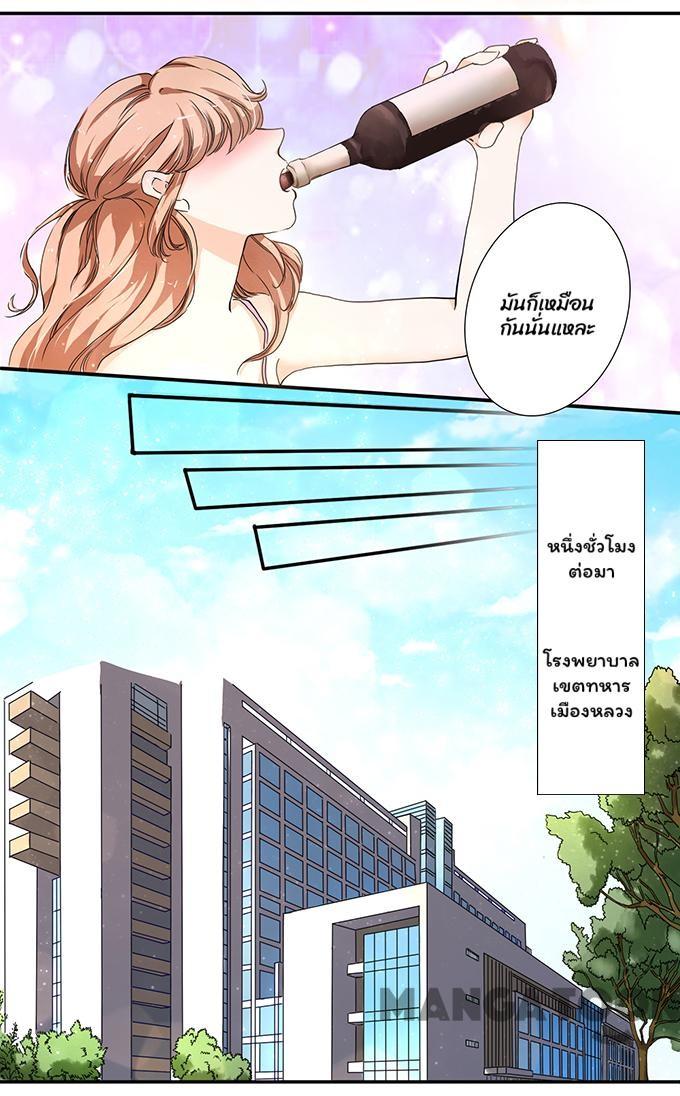 มันก็เหมือน
กันนั่นแหละ
หนึ่งชั่วโมง
ต่อมา
โรงพยาบาล
เขตทหาร
เมืองหลวง
MANGATOON